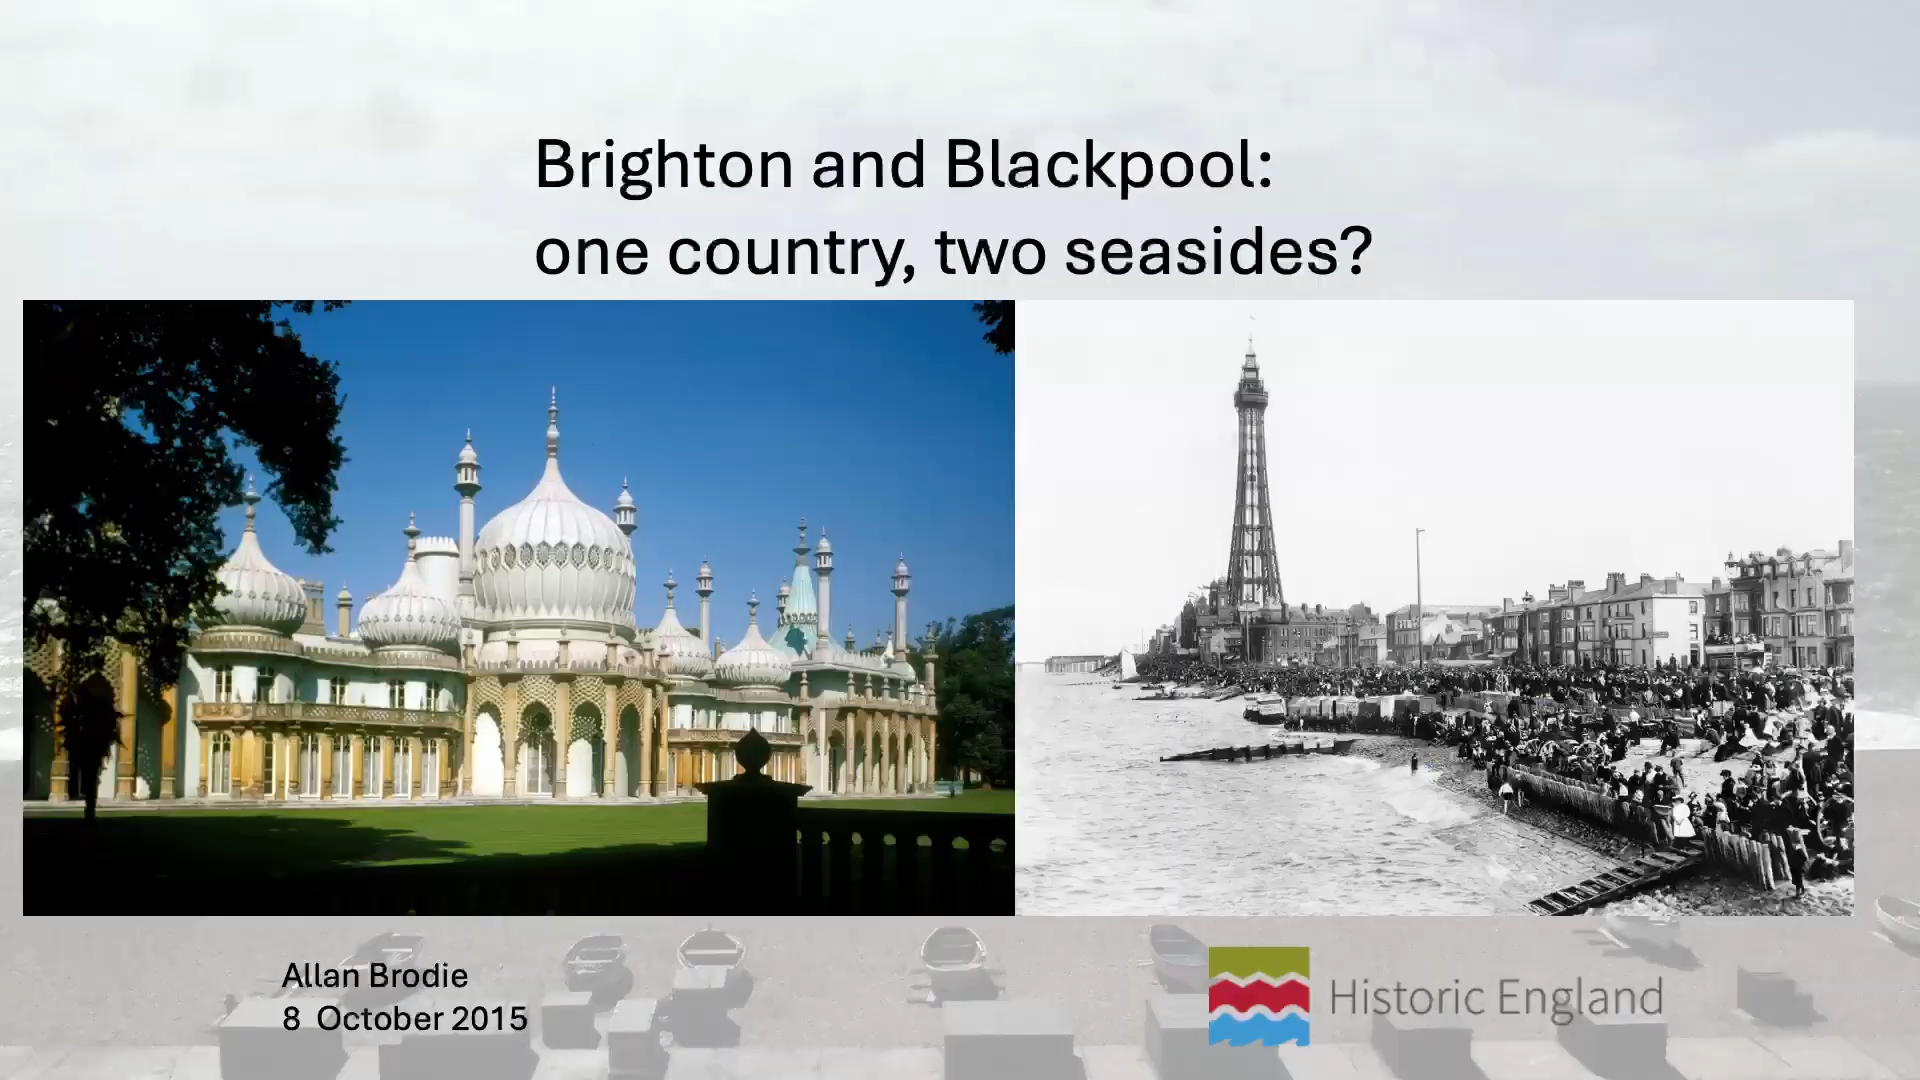 Brighton and Blackpool:
one country, two seasides?
Allan Brodie
8 October 2015
Historic England